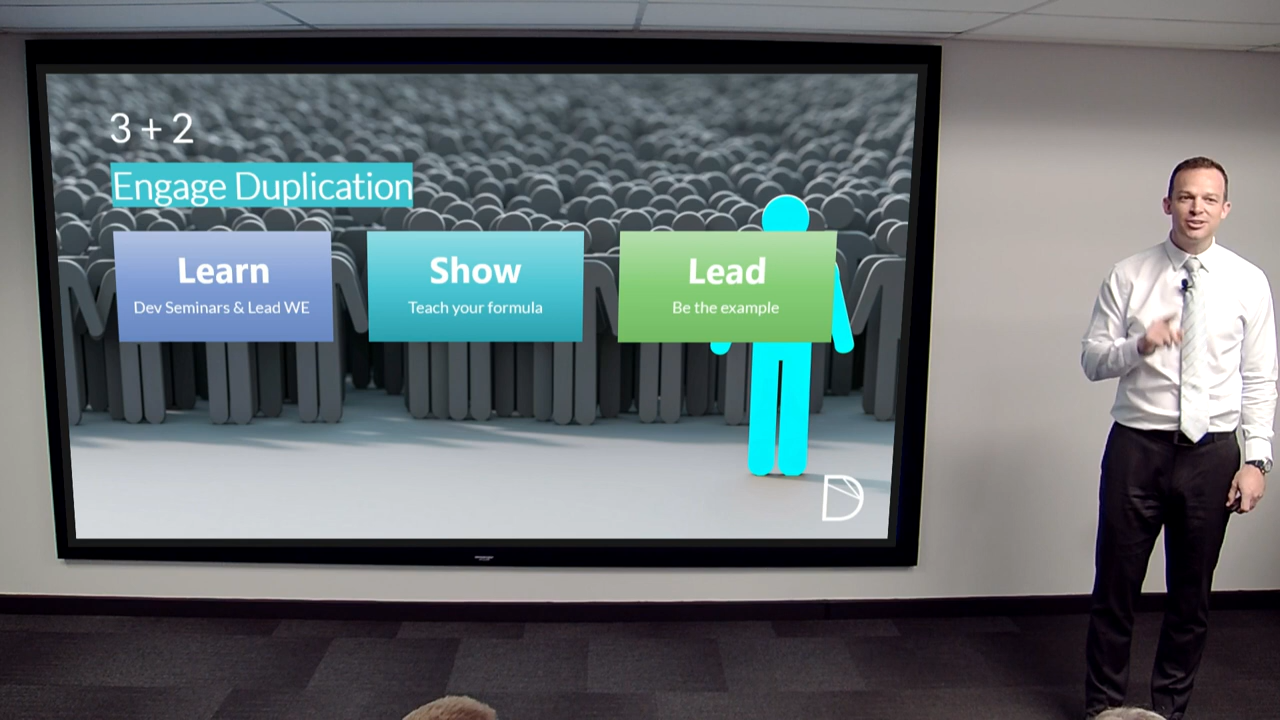 3 + 2
Engage Duplication
Learn
Dev Seminars & Lead WE
Show
Teach your formula
Lead
Be the example
D